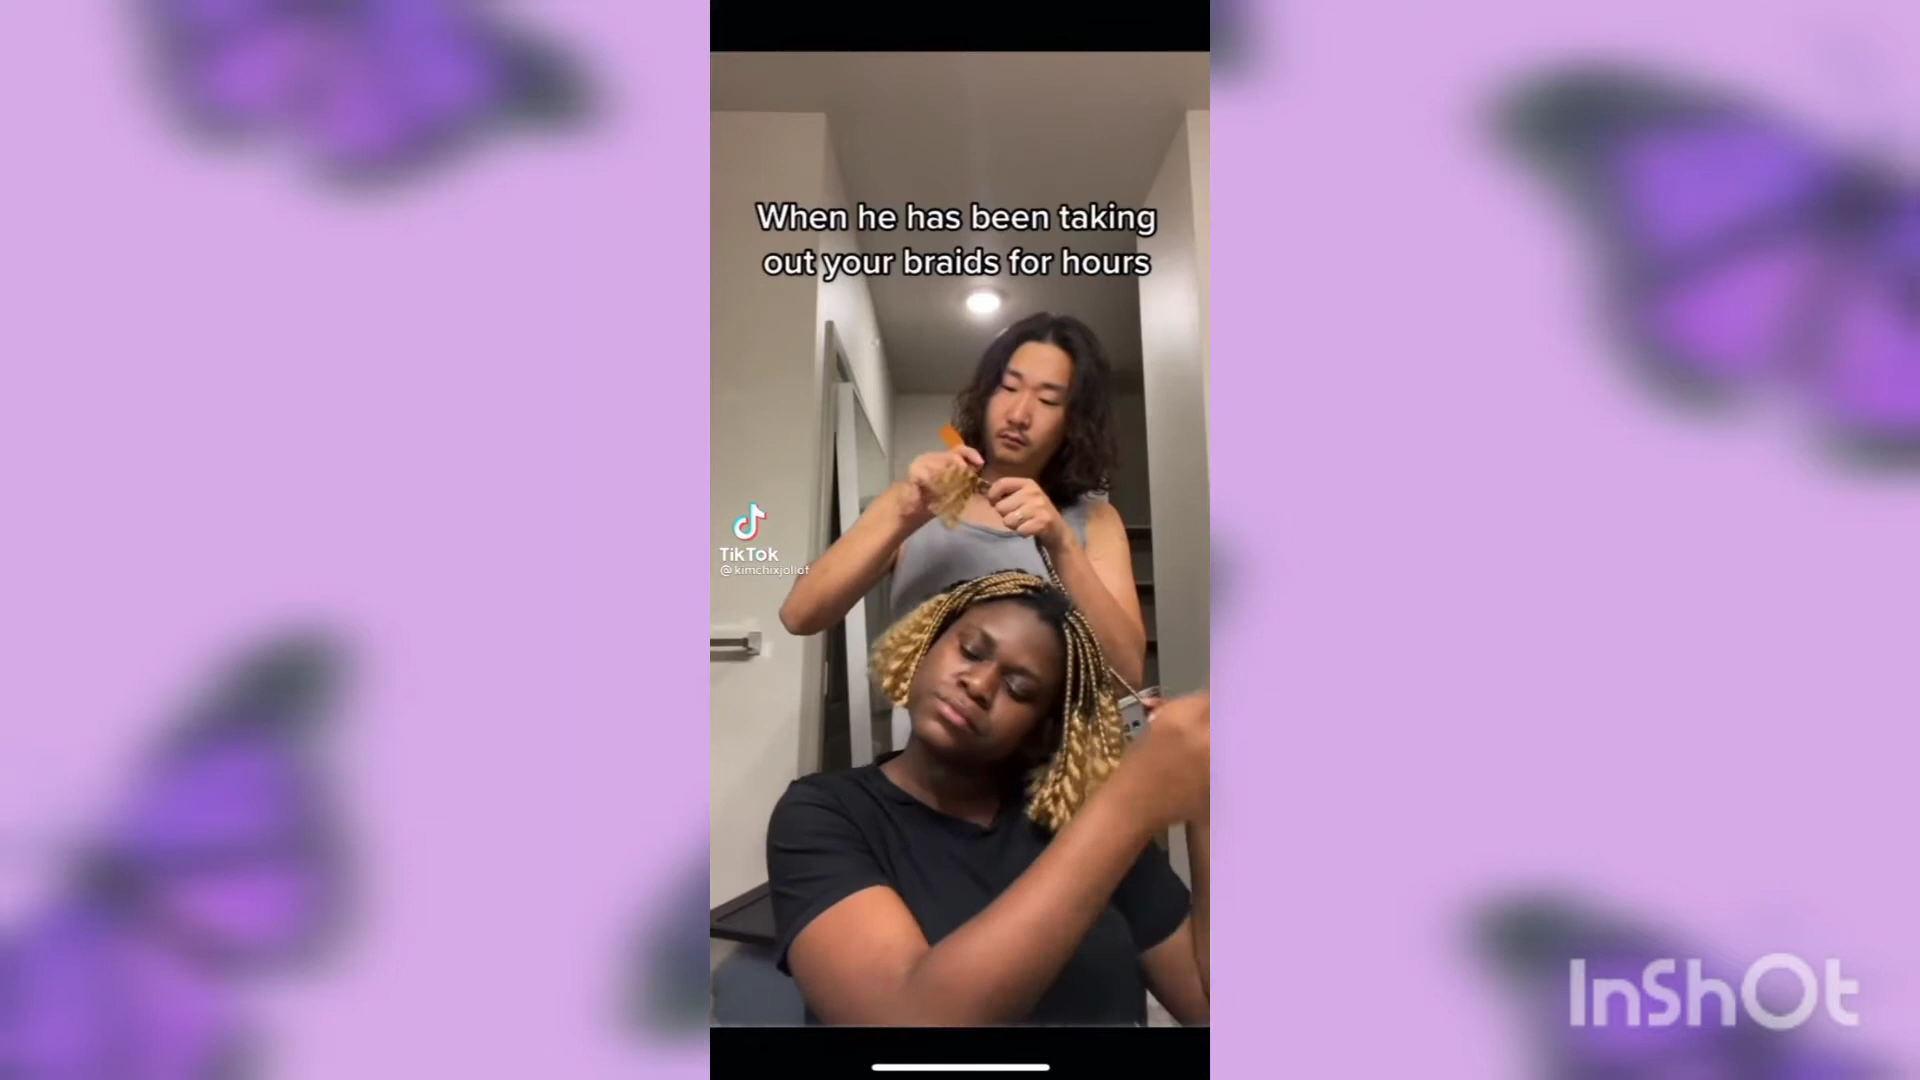 When he has been taking
out your braids for hours
TikTok
@kimchixjollof
InShOt